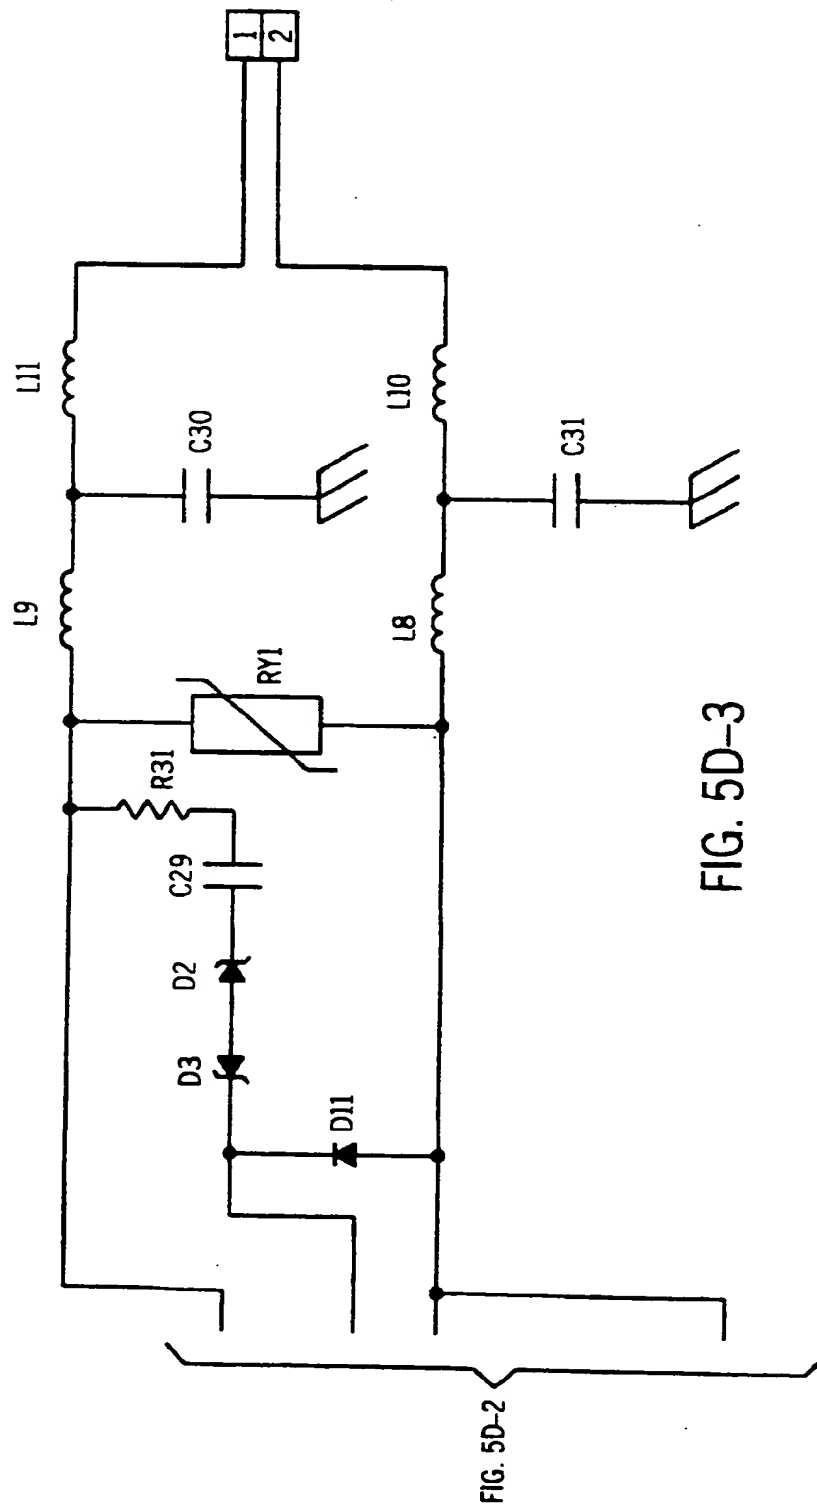 1
2
L11
C30
L10
C31
L9
RY1
L8
R31
C29
D2
D3
D11
FIG. 5D-2
FIG. 5D-3